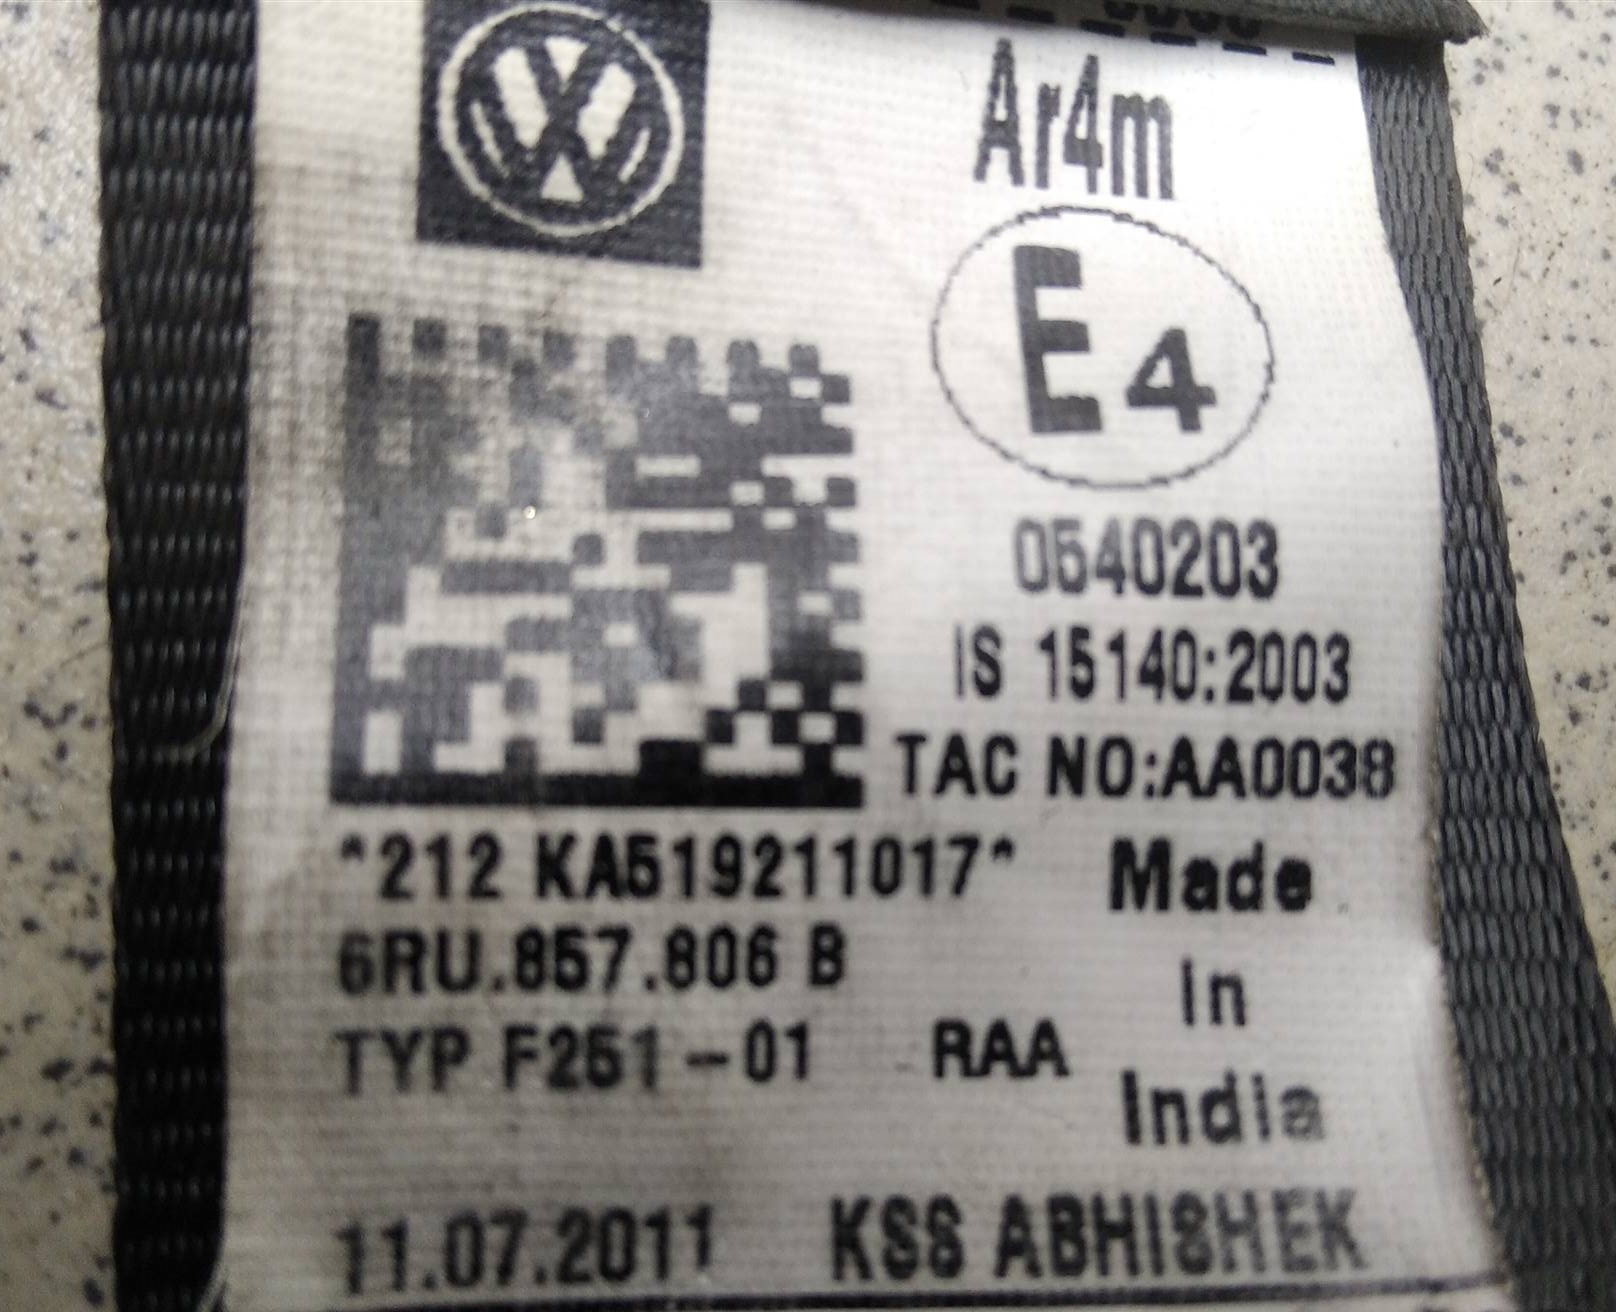 Ar4m
E4
0540203
IS 15140:2003
TAC NO:AA0038
*212 KA519211017*
Made
6RU.857.806 B
In
TYP F251-01 RAA
India
11.07.2011 KSS ABHISHEK